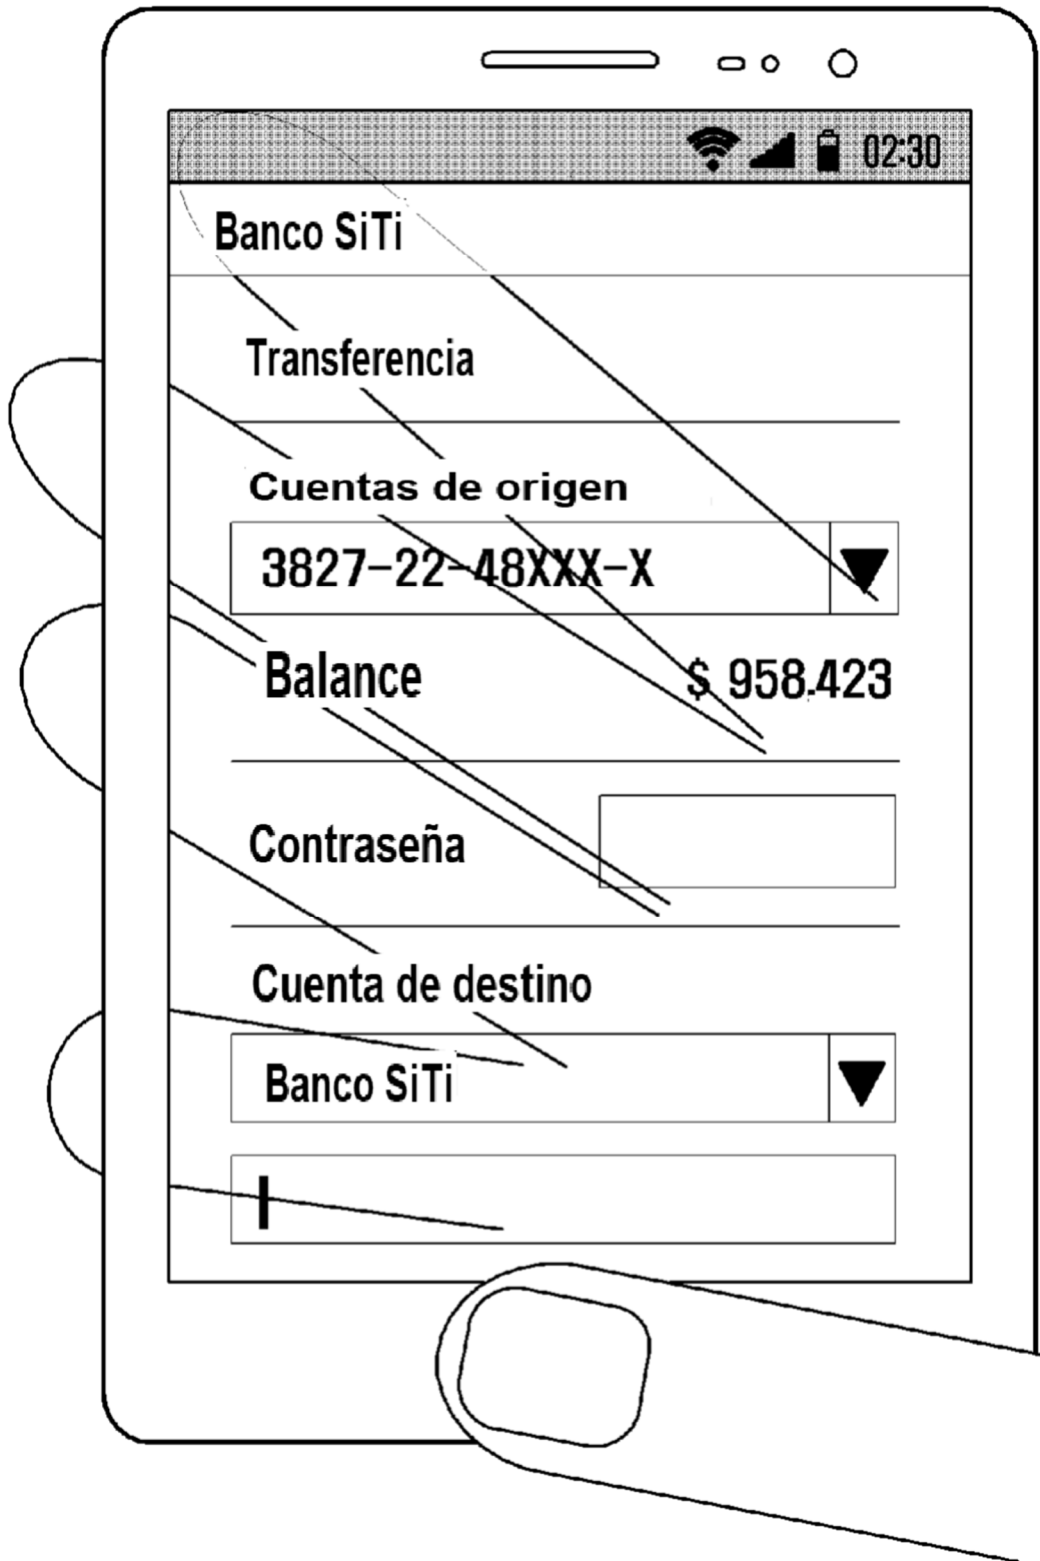 02:30
Banco SiTi
Transferencia
Cuentas de origen
3827-22-48XXX-X
Balance $ 958.423
Contraseña
Cuenta de destino
Banco SiTi